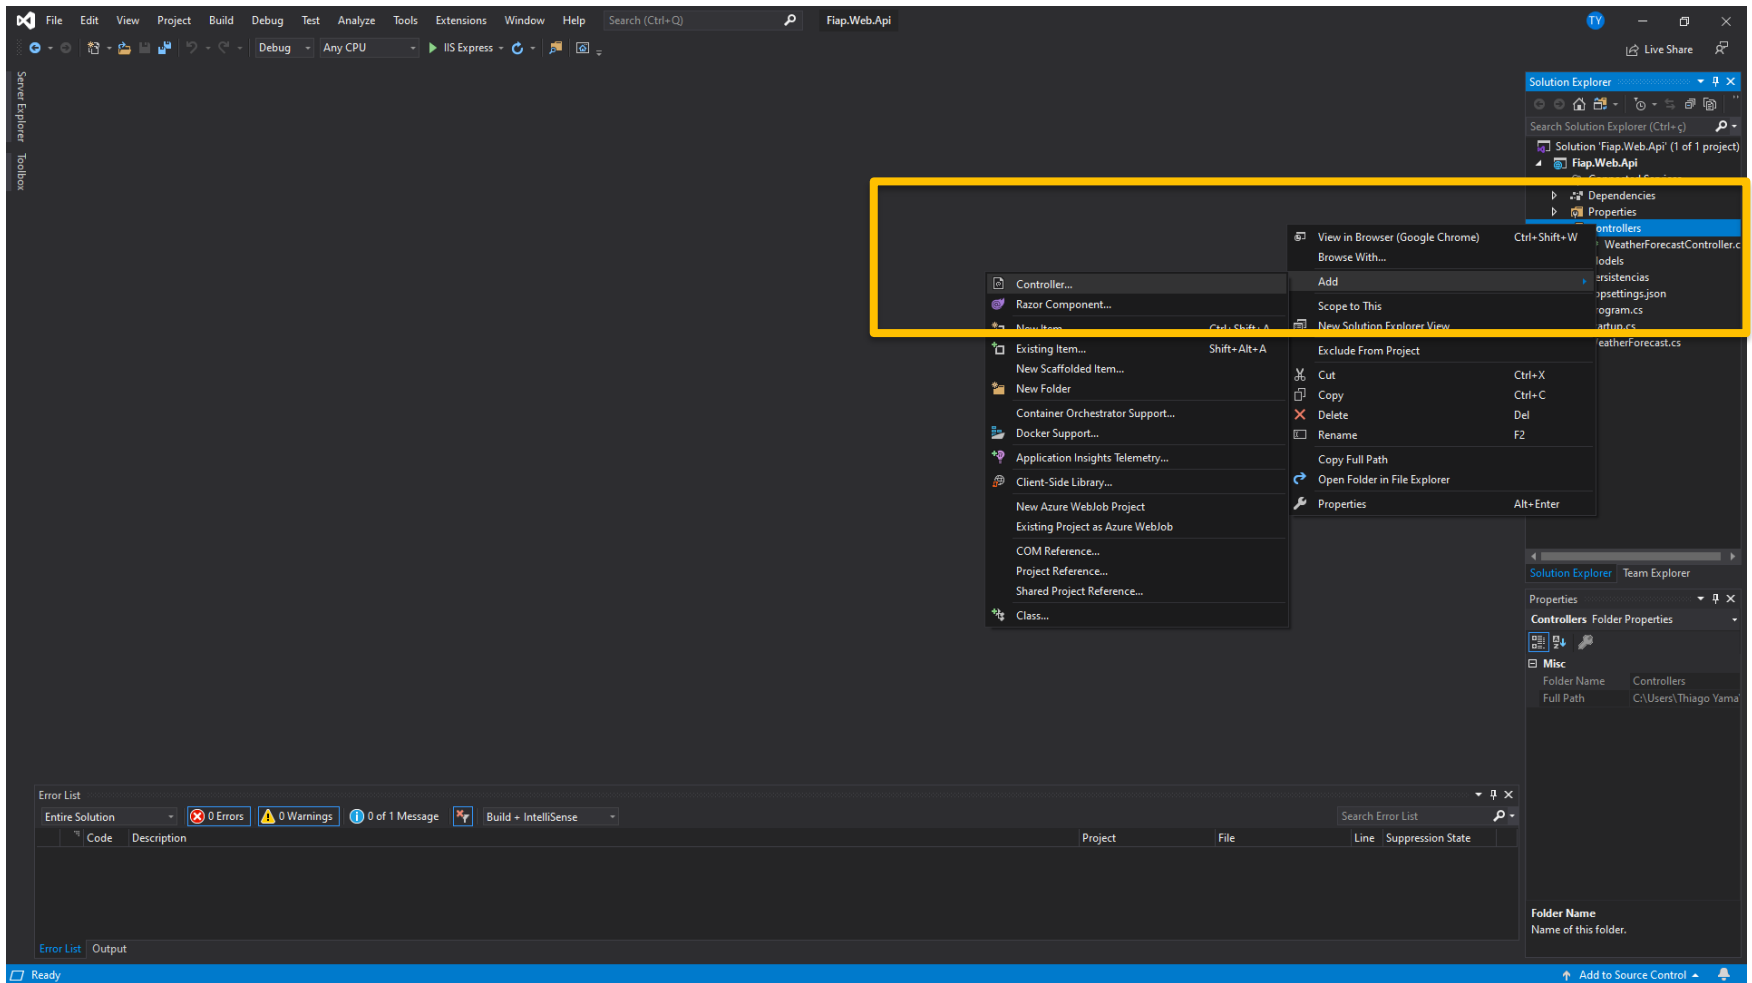 File Edit View Project Build Debug Test Analyze Tools Extensions Window Help Search (Ctrl+Q) Fiap.Web.Api TY
Debug Any CPU IIS Express Live Share
Server Explorer
Toolbox
Solution Explorer
Search Solution Explorer (Ctrl+ç)
Solution 'Fiap.Web.Api' (1 of 1 project)
Fiap.Web.Api
Dependencies
Properties
ontrollers
WeatherForecastController.c
odels
ersistencias
ppsettings.json
rogram.cs
artup.cs
eatherForecast.cs
View in Browser (Google Chrome) Ctrl+Shift+W
Browse With...
Add
Scope to This
New Solution Explorer View
Exclude From Project
Cut Ctrl+X
Copy Ctrl+C
Delete Del
Rename F2
Copy Full Path
Open Folder in File Explorer
Properties Alt+Enter
Controller...
Razor Component...
New Item Ctrl+Shift+A
Existing Item... Shift+Alt+A
New Scaffolded Item...
New Folder
Container Orchestrator Support...
Docker Support...
Application Insights Telemetry...
Client-Side Library...
New Azure WebJob Project
Existing Project as Azure WebJob
COM Reference...
Project Reference...
Shared Project Reference...
Class...
Solution Explorer Team Explorer
Properties
Controllers Folder Properties
Misc
Folder Name Controllers
Full Path C:\Users\Thiago Yama
Folder Name
Name of this folder.
Error List
Entire Solution 0 Errors 0 Warnings 0 of 1 Message Build + IntelliSense Search Error List
Code Description Project File Line Suppression State
Error List Output
Ready Add to Source Control